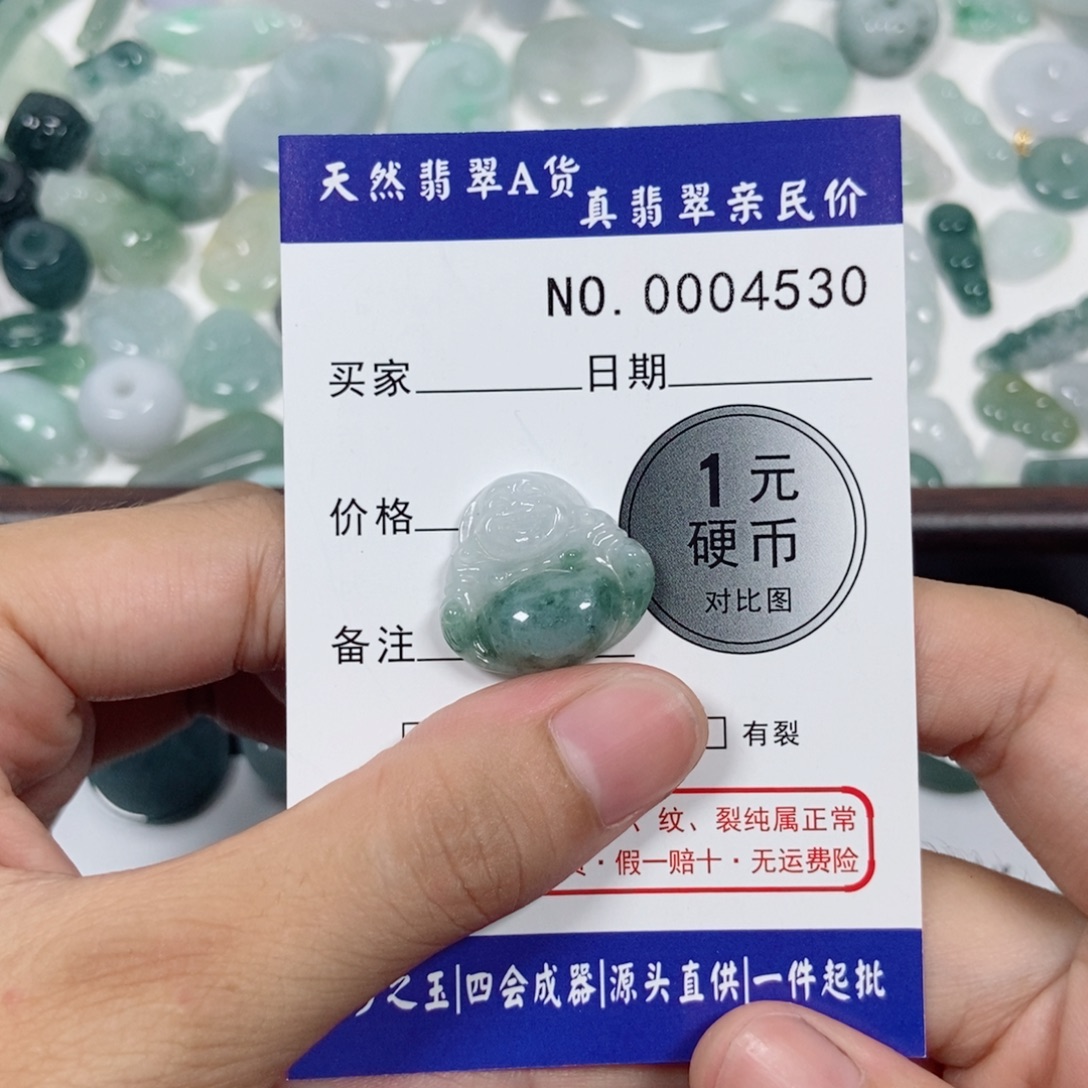 天然翡翠A货
真翡翠亲民价
NO. 0004530
买家 日期
1元
硬币
对比图
价格
备注
有裂
、纹、裂纯属正常
·假一赔十·无运费险
之玉|四会成器|源头直供|一件起批